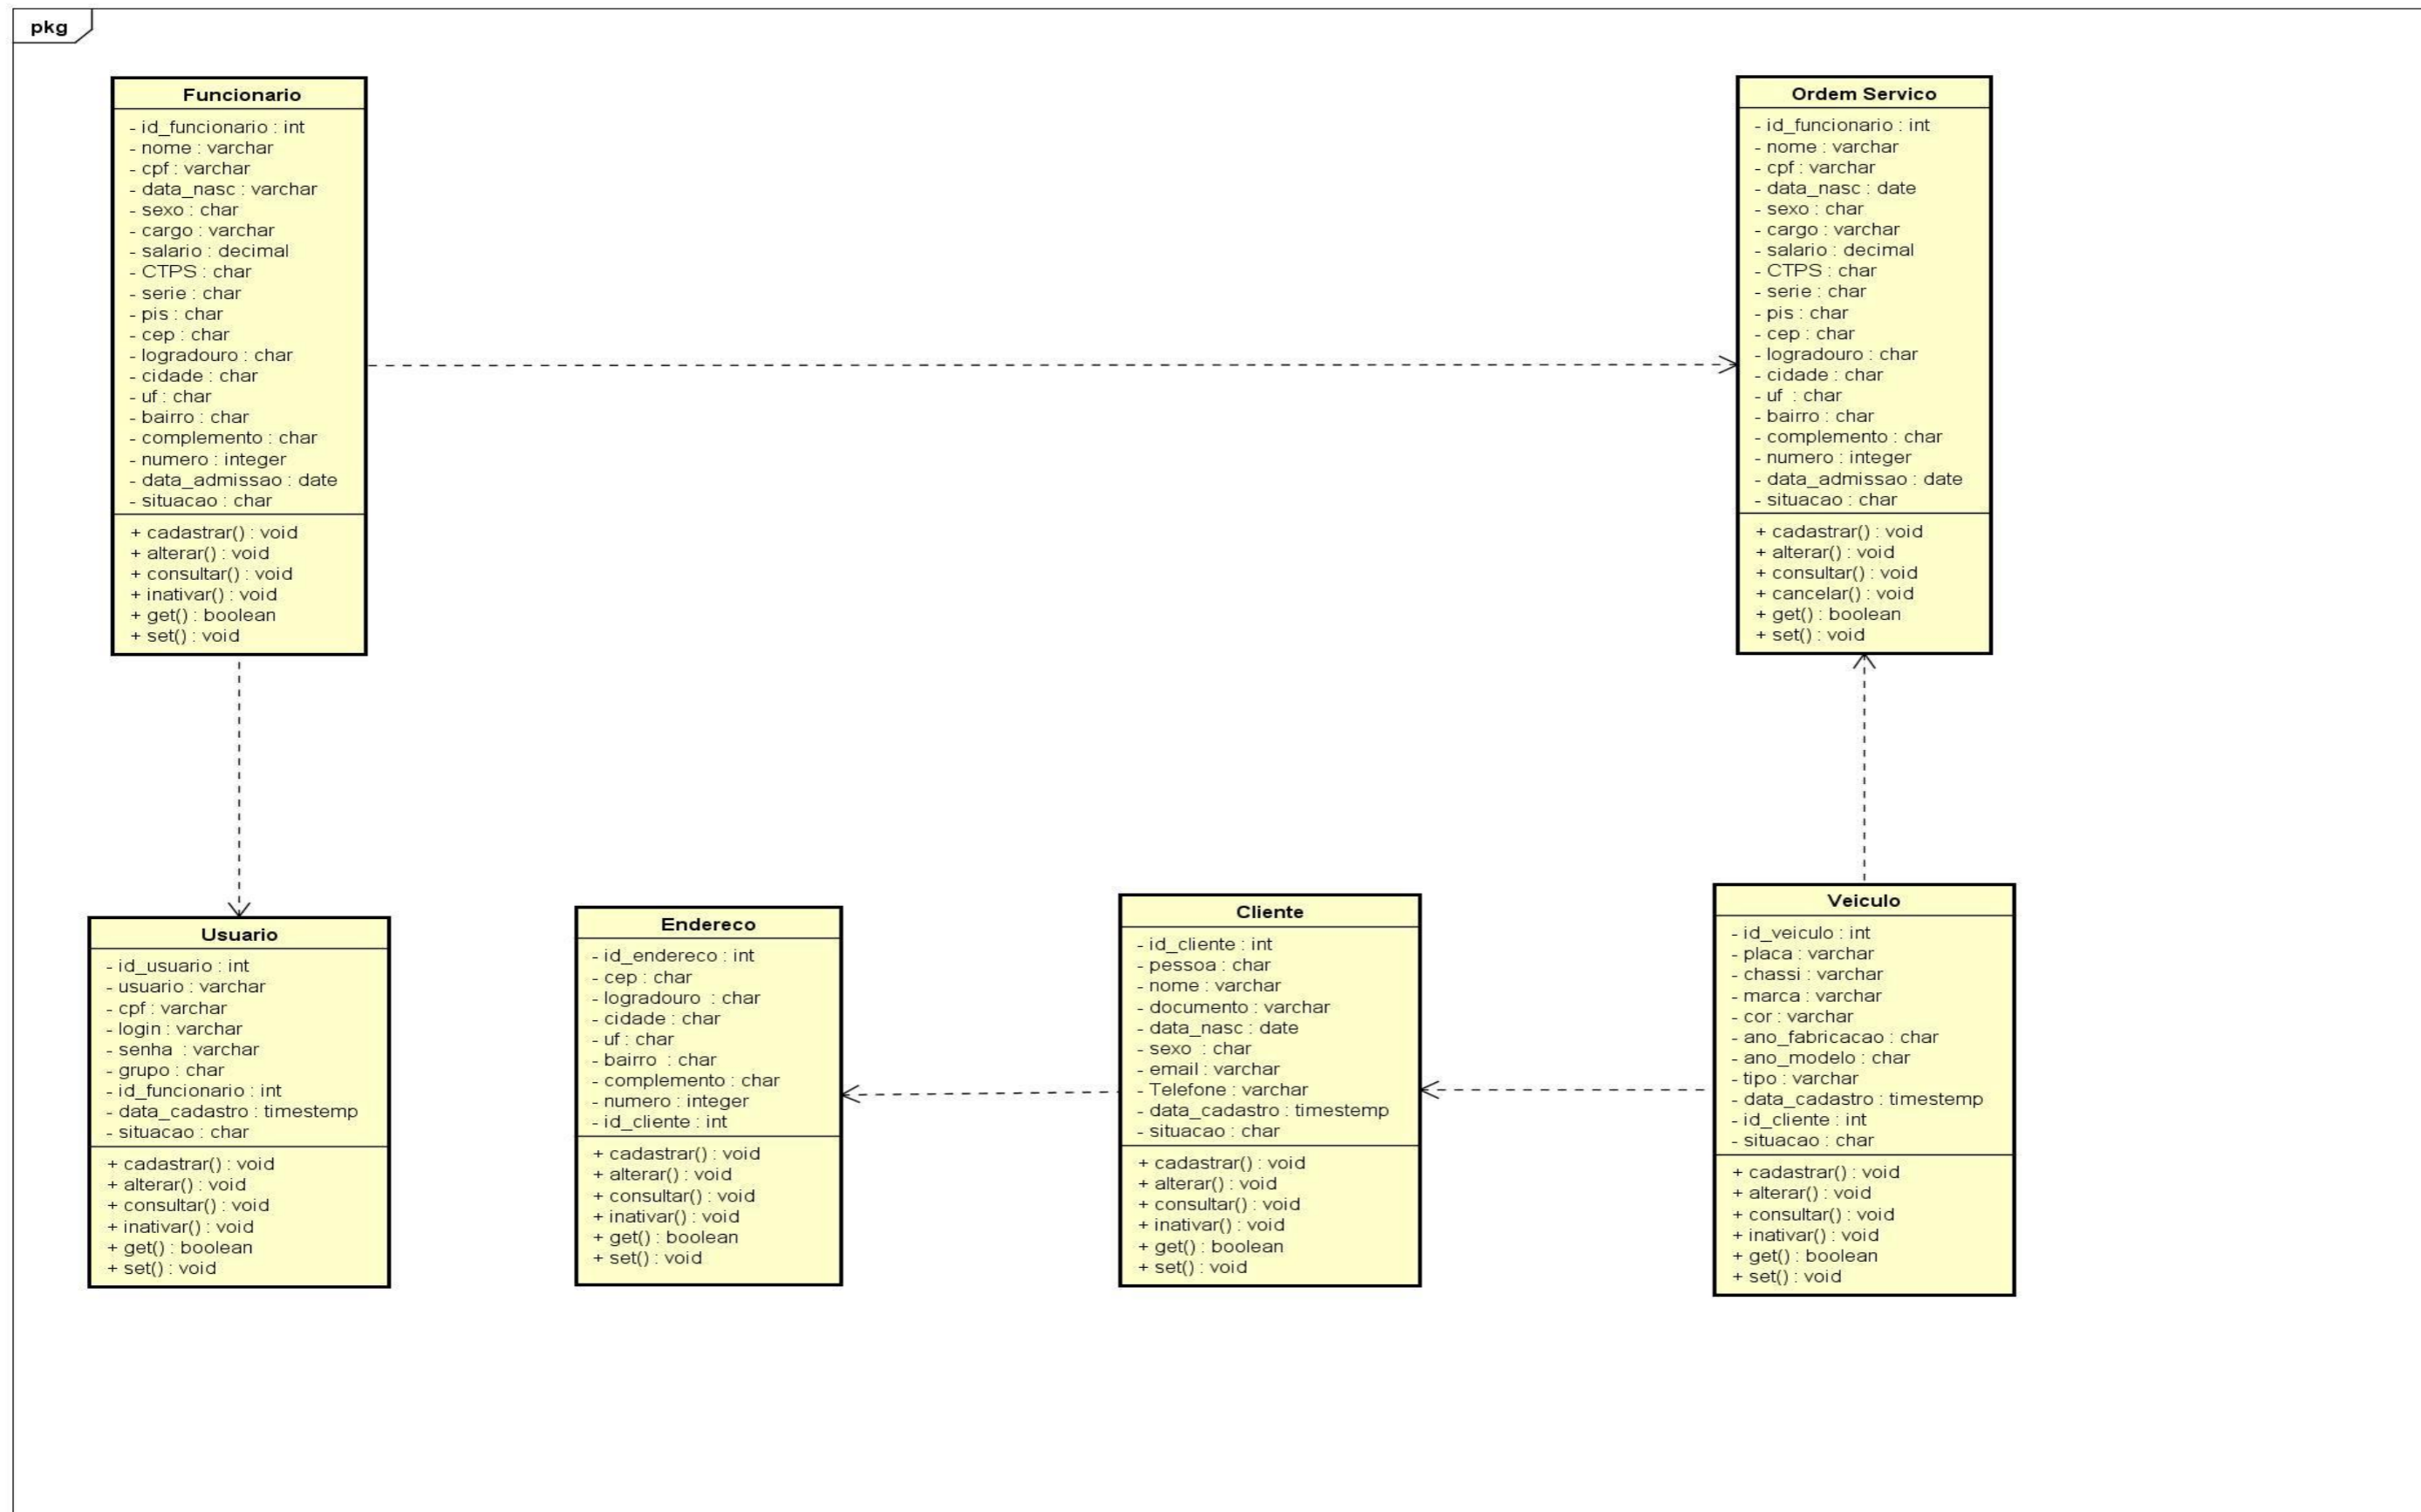 pkg
Funcionario
- id_funcionario : int
- nome : varchar
- cpf : varchar
- data_nasc : varchar
- sexo : char
- cargo : varchar
- salario : decimal
- CTPS : char
- serie : char
- pis : char
- cep : char
- logradouro : char
- cidade : char
- uf : char
- bairro : char
- complemento : char
- numero : integer
- data_admissao : date
- situacao : char
+ cadastrar() : void
+ alterar() : void
+ consultar() : void
+ inativar() : void
+ get() : boolean
+ set() : void
Ordem Servico
- id_funcionario : int
- nome : varchar
- cpf : varchar
- data_nasc : date
- sexo : char
- cargo : varchar
- salario : decimal
- CTPS : char
- serie : char
- pis : char
- cep : char
- logradouro : char
- cidade : char
- uf : char
- bairro : char
- complemento : char
- numero : integer
- data_admissao : date
- situacao : char
+ cadastrar() : void
+ alterar() : void
+ consultar() : void
+ cancelar() : void
+ get() : boolean
+ set() : void
Usuario
- id_usuario : int
- usuario : varchar
- cpf : varchar
- login : varchar
- senha : varchar
- grupo : char
- id_funcionario : int
- data_cadastro : timestemp
- situacao : char
+ cadastrar() : void
+ alterar() : void
+ consultar() : void
+ inativar() : void
+ get() : boolean
+ set() : void
Endereco
- id_endereco : int
- cep : char
- logradouro : char
- cidade : char
- uf : char
- bairro : char
- complemento : char
- numero : integer
- id_cliente : int
+ cadastrar() : void
+ alterar() : void
+ consultar() : void
+ inativar() : void
+ get() : boolean
+ set() : void
Cliente
- id_cliente : int
- pessoa : char
- nome : varchar
- documento : varchar
- data_nasc : date
- sexo : char
- email : varchar
- Telefone : varchar
- data_cadastro : timestemp
- situacao : char
+ cadastrar() : void
+ alterar() : void
+ consultar() : void
+ inativar() : void
+ get() : boolean
+ set() : void
Veiculo
- id_veiculo : int
- placa : varchar
- chassi : varchar
- marca : varchar
- cor : varchar
- ano_fabricacao : char
- ano_modelo : char
- tipo : varchar
- data_cadastro : timestemp
- id_cliente : int
- situacao : char
+ cadastrar() : void
+ alterar() : void
+ consultar() : void
+ inativar() : void
+ get() : boolean
+ set() : void